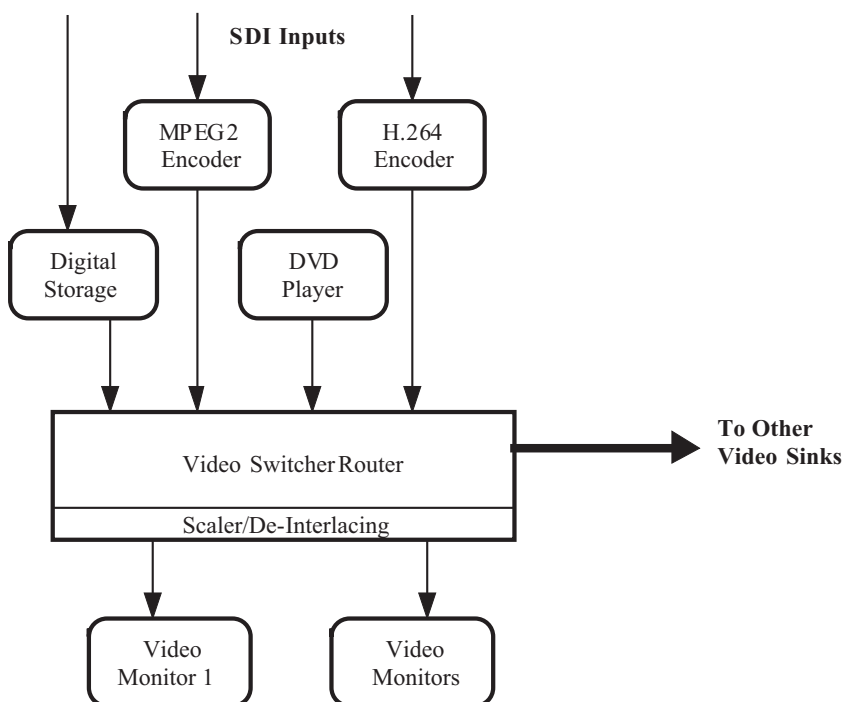 SDI Inputs
MPEG2
Encoder
H.264
Encoder
Digital
Storage
DVD
Player
Video Switcher Router
To Other
Video Sinks
Scaler/De-Interlacing
Video
Monitor 1
Video
Monitors